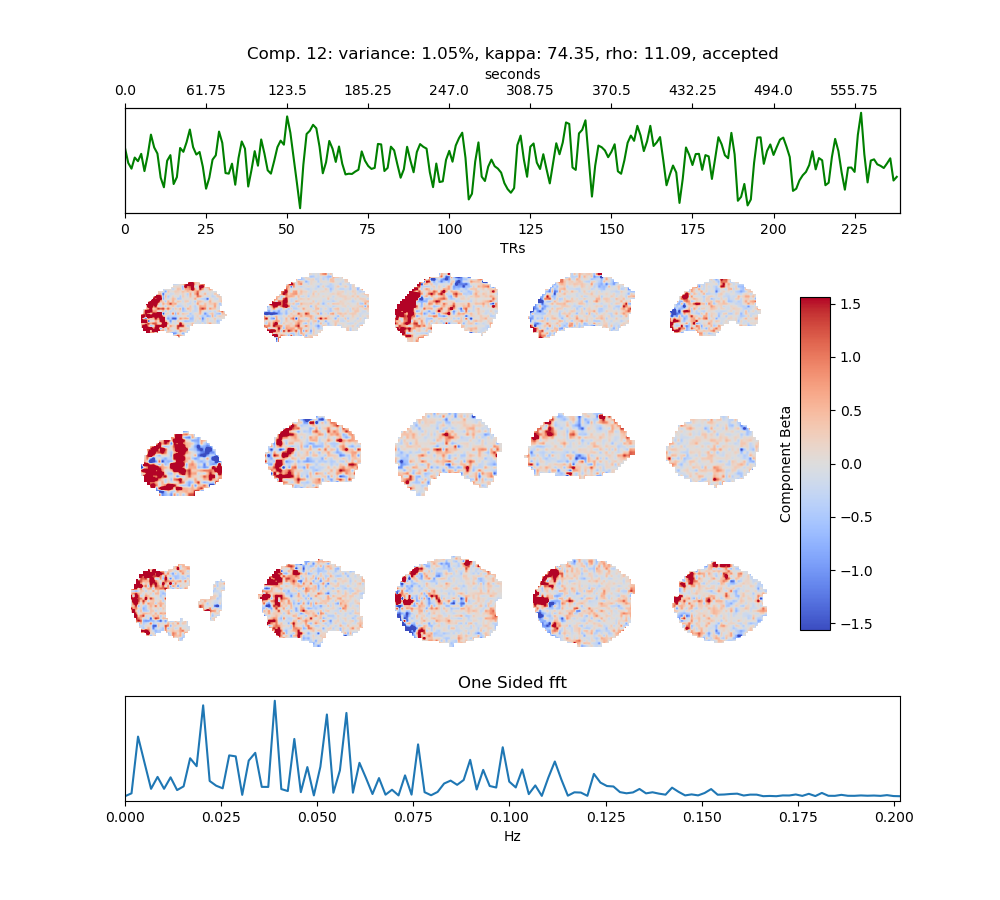 Comp. 12: variance: 1.05%, kappa: 74.35, rho: 11.09, accepted
seconds
0.0 61.75 123.5 185.25 247.0 308.75 370.5 432.25 494.0 555.75
0 25 50 75 100 125 150 175 200 225
TRs
1.5
1.0
0.5
0.0
−0.5
−1.0
−1.5
Component Beta
One Sided fft
0.000 0.025 0.050 0.075 0.100 0.125 0.150 0.175 0.200
Hz